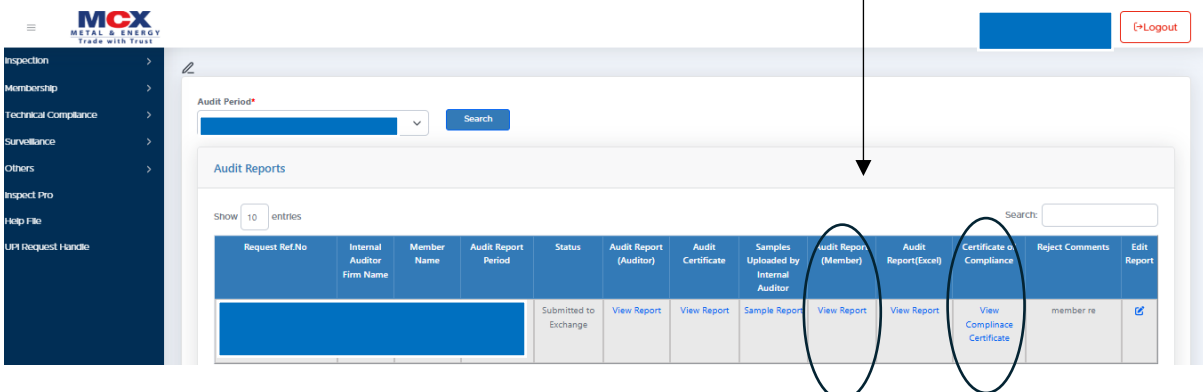 MCX
METAL & ENERGY
Trade with Trust
Logout
Inspection
Membership
Technical Compliance
Surveillance
Others
Inspect Pro
Help File
UPI Request Handle
Audit Period*
Search
Audit Reports
Show 10 entries
Search:
Request Ref.No
Internal
Auditor
Firm Name
Member
Name
Audit Report
Period
Status
Audit Report
(Auditor)
Audit
Certificate
Samples
Uploaded by
Internal
Auditor
Audit Report
(Member)
Audit
Report(Excel)
Certificate of
Compliance
Reject Comments
Edit
Report
Submitted to
Exchange
View Report
View Report
Sample Report
View Report
View Report
View
Complinace
Certificate
member re